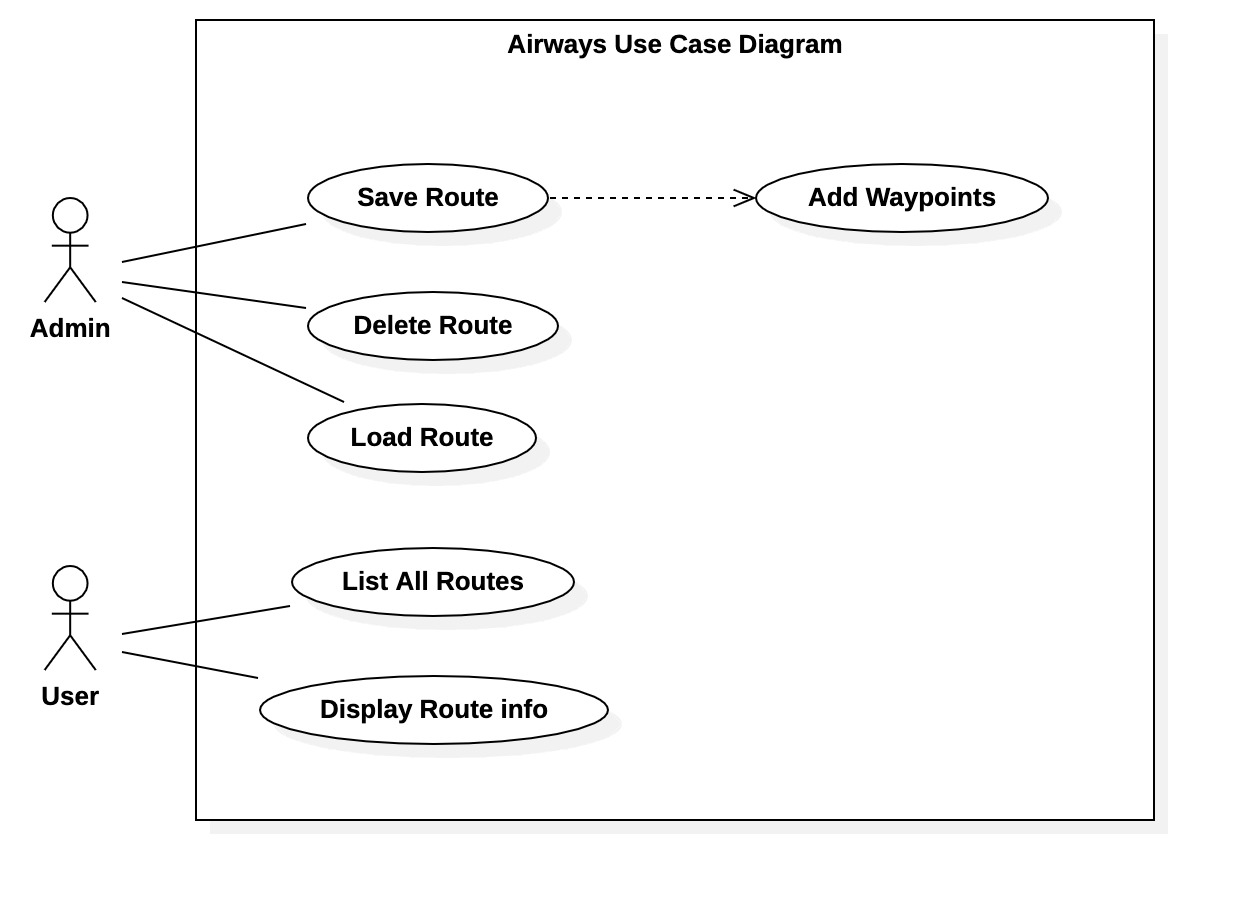 Airways Use Case Diagram
Save Route
Add Waypoints
Admin
Delete Route
Load Route
List All Routes
User
Display Route info